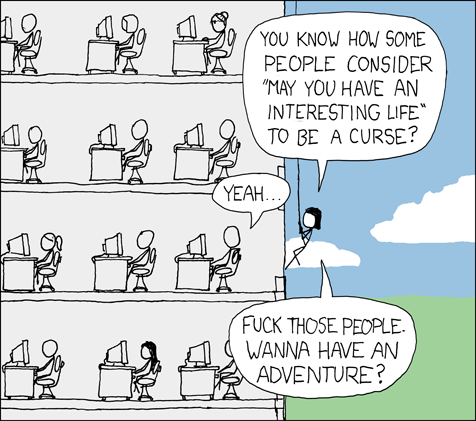 YOU KNOW HOW SOME
PEOPLE CONSIDER
"MAY YOU HAVE AN
INTERESTING LIFE"
TO BE A CURSE?
YEAH...
FUCK THOSE PEOPLE.
WANNA HAVE AN
ADVENTURE?